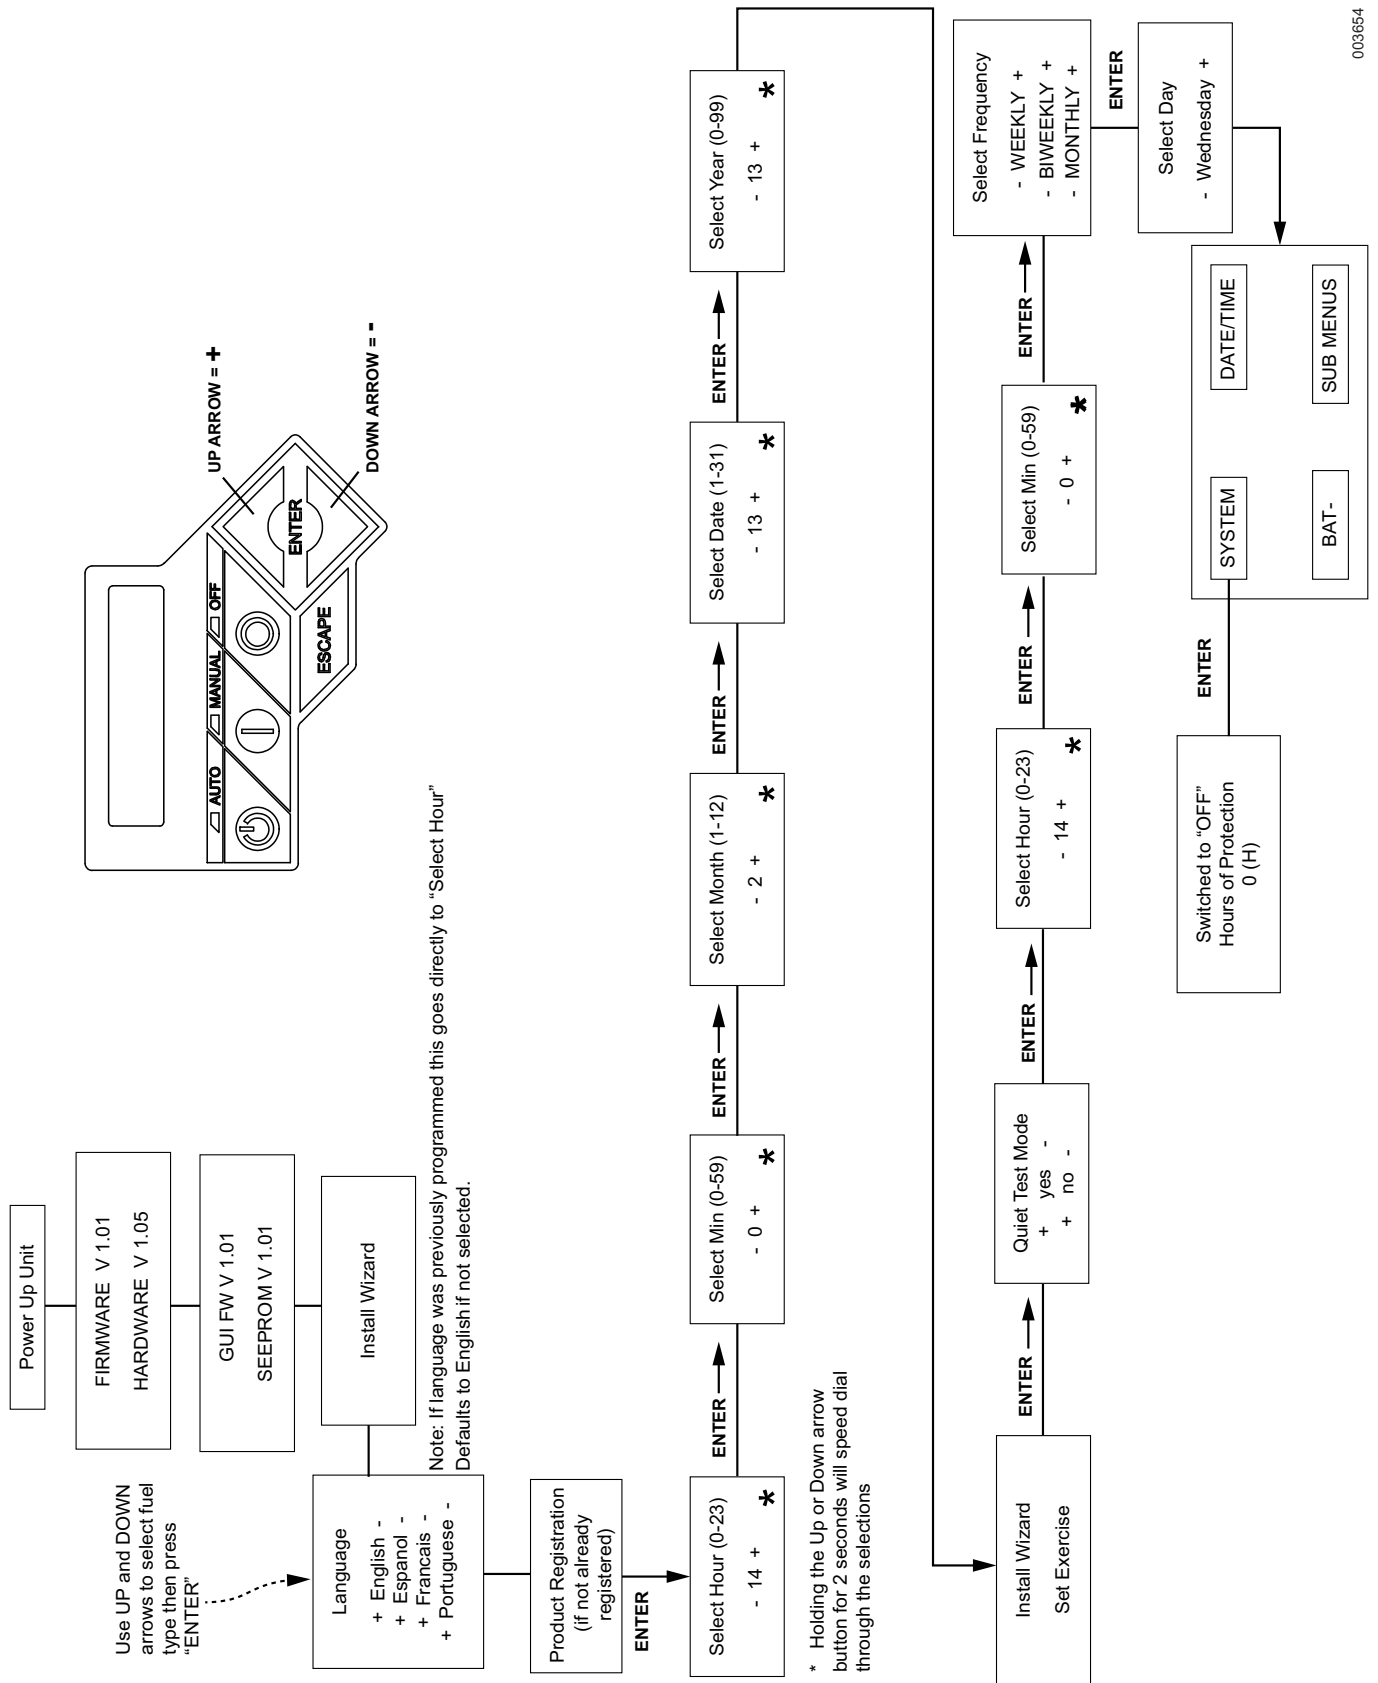 Power Up Unit
FIRMWARE V 1.01
HARDWARE V 1.05
GUI FW V 1.01
SEEPROM V 1.01
Install Wizard
Use UP and DOWN
arrows to select fuel
type then press
“ENTER”
Language
+ English -
+ Espanol -
+ Francais -
+ Portuguese -
Note: If language was previously programmed this goes directly to “Select Hour”
Defaults to English if not selected.
AUTO
MANUAL
OFF
ESCAPE
ENTER
UP ARROW = +
DOWN ARROW = -
Product Registration
(if not already
registered)
ENTER
Select Hour (0-23)
- 14 +
*
ENTER
Select Min (0-59)
- 0 +
*
ENTER
Select Month (1-12)
- 2 +
*
ENTER
Select Date (1-31)
- 13 +
*
ENTER
Select Year (0-99)
- 13 +
*
* Holding the Up or Down arrow
button for 2 seconds will speed dial
through the selections
Install Wizard
Set Exercise
ENTER
Quiet Test Mode
+ yes -
+ no -
ENTER
Select Hour (0-23)
- 14 +
*
ENTER
Select Min (0-59)
- 0 +
*
ENTER
Select Frequency
- WEEKLY +
- BIWEEKLY +
- MONTHLY +
ENTER
Select Day
- Wednesday +
SYSTEM
DATE/TIME
BAT-
SUB MENUS
ENTER
Switched to “OFF”
Hours of Protection
0 (H)
003654